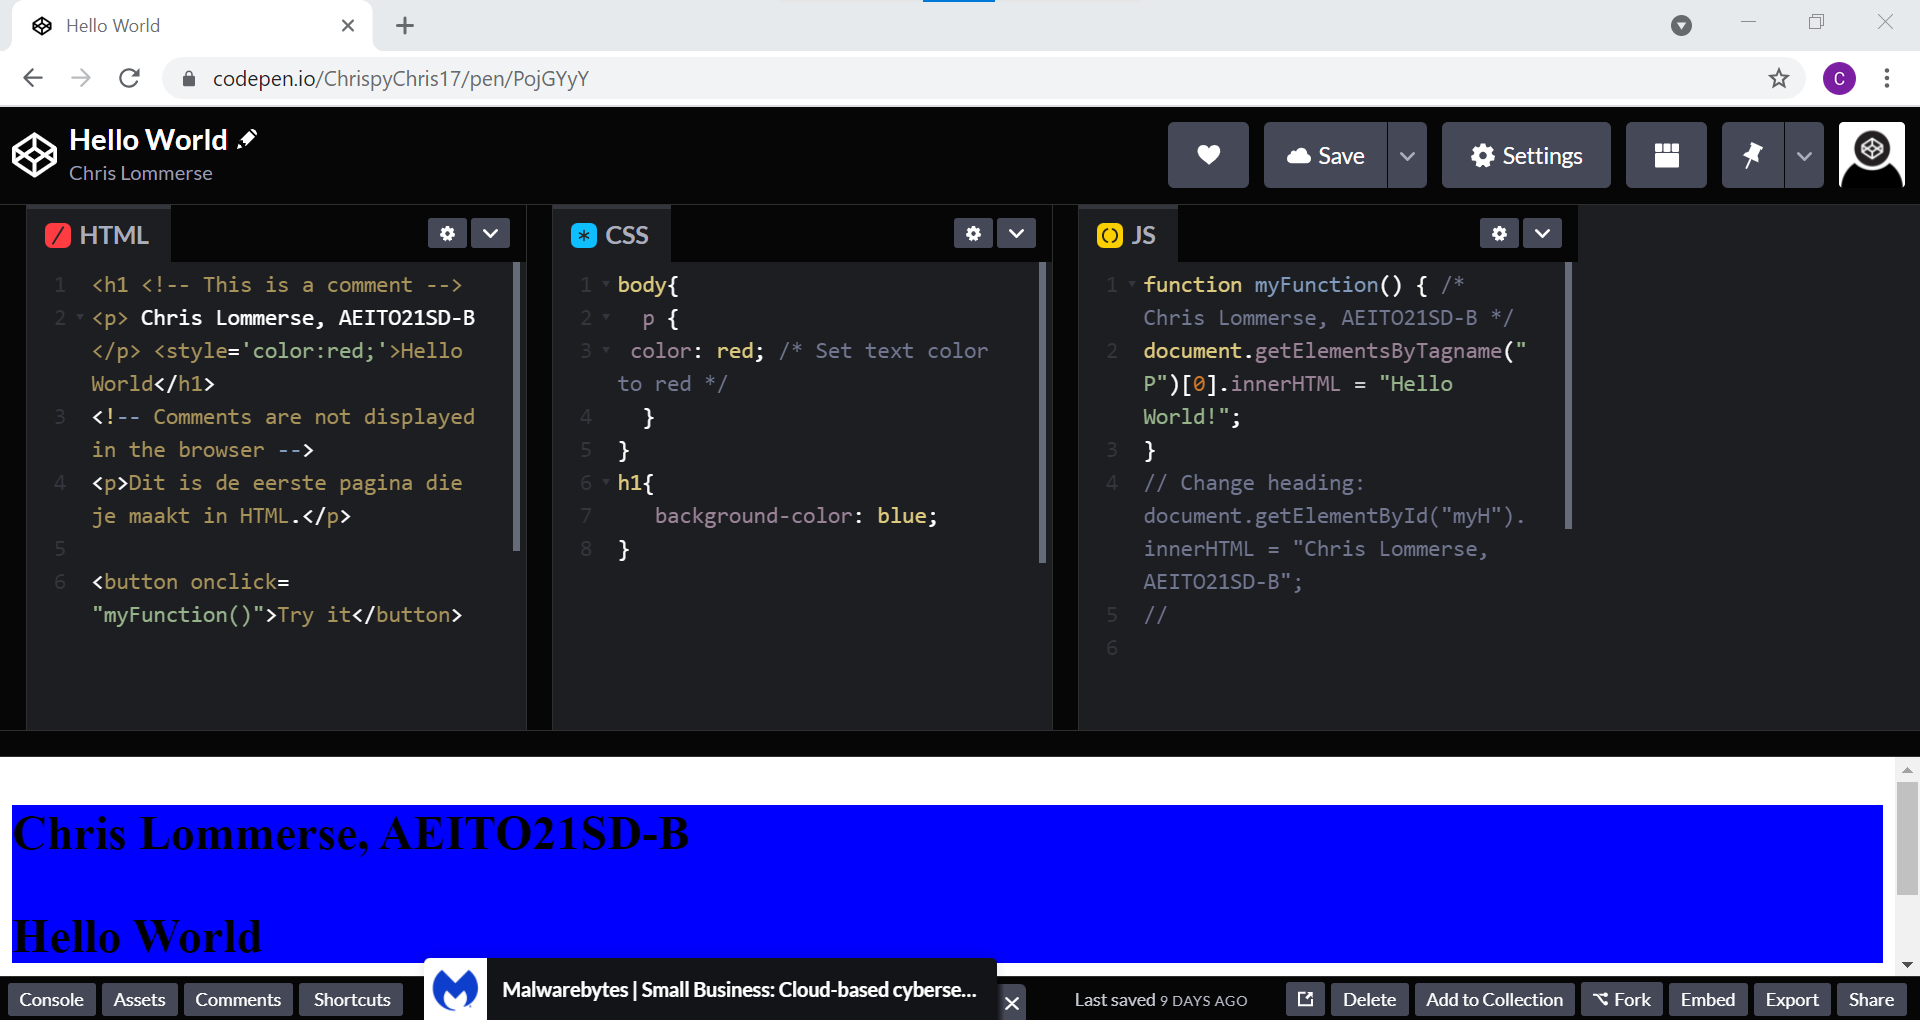 Hello World
codepen.io/ChrispyChris17/pen/PojGYyY
C
Hello World
Chris Lommerse
Save
Settings
HTML
1 <h1 <!-- This is a comment -->
2 <p> Chris Lommerse, AEITO21SD-B
</p> <style='color:red;'>Hello
World</h1>
3 <!-- Comments are not displayed
in the browser -->
4 <p>Dit is de eerste pagina die
je maakt in HTML.</p>
5
6 <button onclick=
"myFunction()">Try it</button>
CSS
1 body{
2 p {
3 color: red; /* Set text color
to red */
4 }
5 }
6 h1{
7 background-color: blue;
8 }
JS
1 function myFunction() { /*
Chris Lommerse, AEITO21SD-B */
2 document.getElementsByTagname("
P")[0].innerHTML = "Hello
World!";
3 }
4 // Change heading:
document.getElementById("myH").
innerHTML = "Chris Lommerse,
AEITO21SD-B";
5 //
6
Chris Lommerse, AEITO21SD-B
Hello World
Console
Assets
Comments
Shortcuts
Malwarebytes | Small Business: Cloud-based cyberse...
Last saved 9 DAYS AGO
Delete
Add to Collection
Fork
Embed
Export
Share